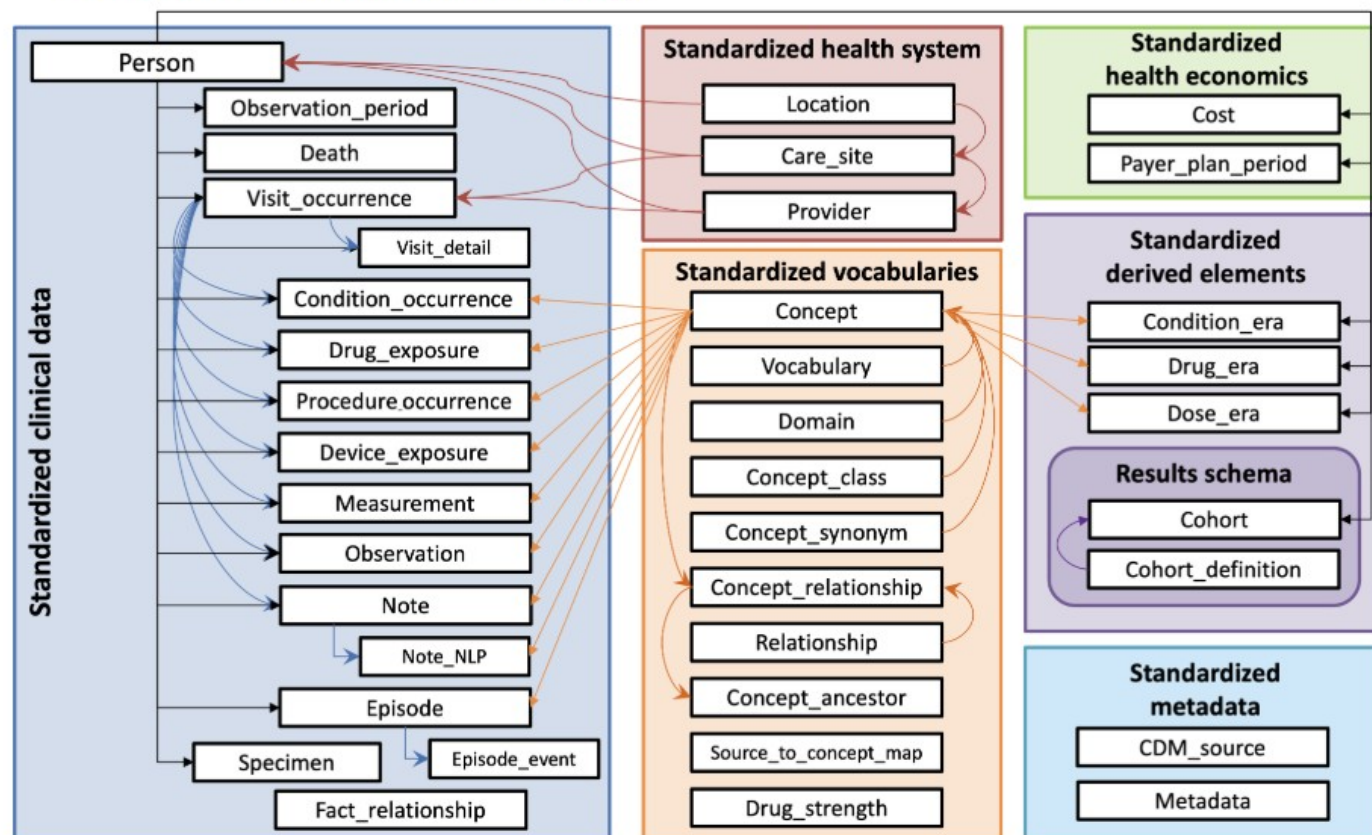 Standardized clinical data
Person
Observation_period
Death
Visit_occurrence
Visit_detail
Condition_occurrence
Drug_exposure
Procedure_occurrence
Device_exposure
Measurement
Observation
Note
Note_NLP
Episode
Episode_event
Specimen
Fact_relationship
Standardized health system
Location
Care_site
Provider
Standardized vocabularies
Concept
Vocabulary
Domain
Concept_class
Concept_synonym
Concept_relationship
Relationship
Concept_ancestor
Source_to_concept_map
Drug_strength
Standardized
health economics
Cost
Payer_plan_period
Standardized
derived elements
Condition_era
Drug_era
Dose_era
Results schema
Cohort
Cohort_definition
Standardized
metadata
CDM_source
Metadata